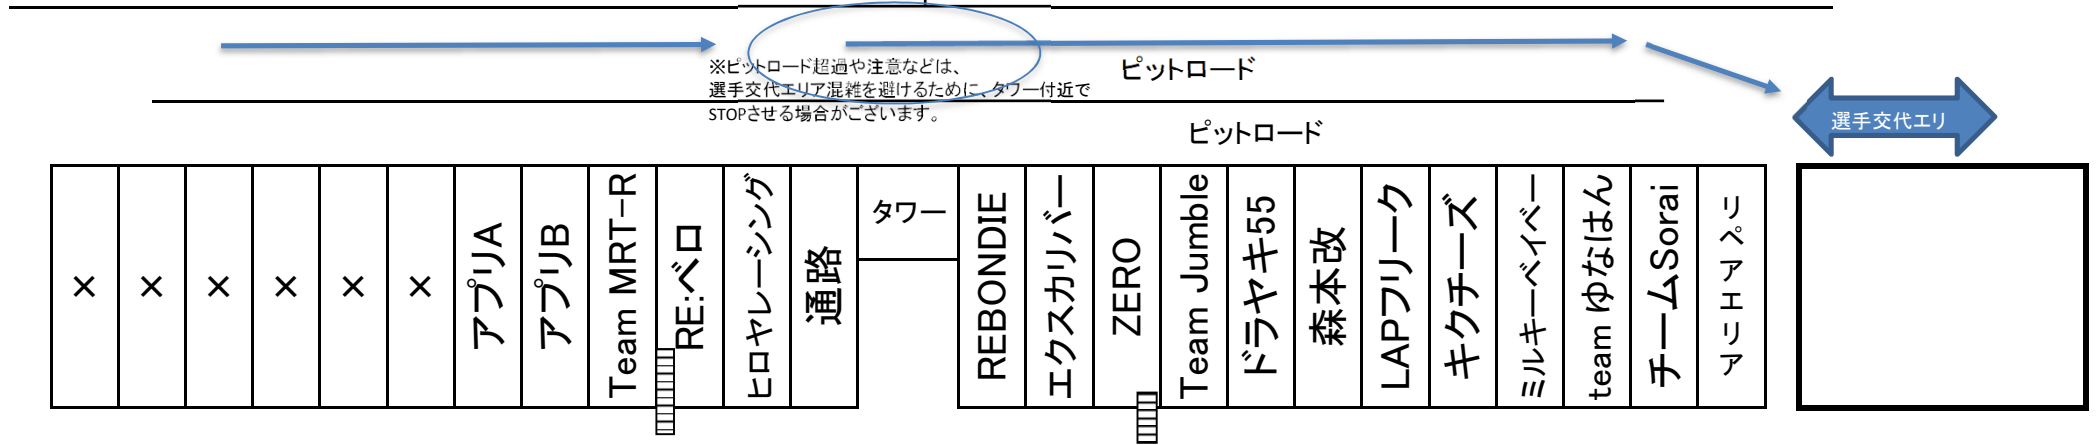 ※ピットロード超過や注意などは、
選手交代エリア混雑を避けるために、タワー付近で
STOPさせる場合がございます。
ピットロード
ピットロード
選手交代エリ
×
×
×
×
×
×
アプリA
アプリB
Team MRT-R
RE:ベロ
ヒロヤレーシング
通路
タワー
REBONDIE
エクスカリバー
ZERO
Team Jumble
ドラヤキ55
森本改
LAPフリーク
キクチーズ
ミルキーベイベー
team ゆなはん
チームSorai
リペアエリア